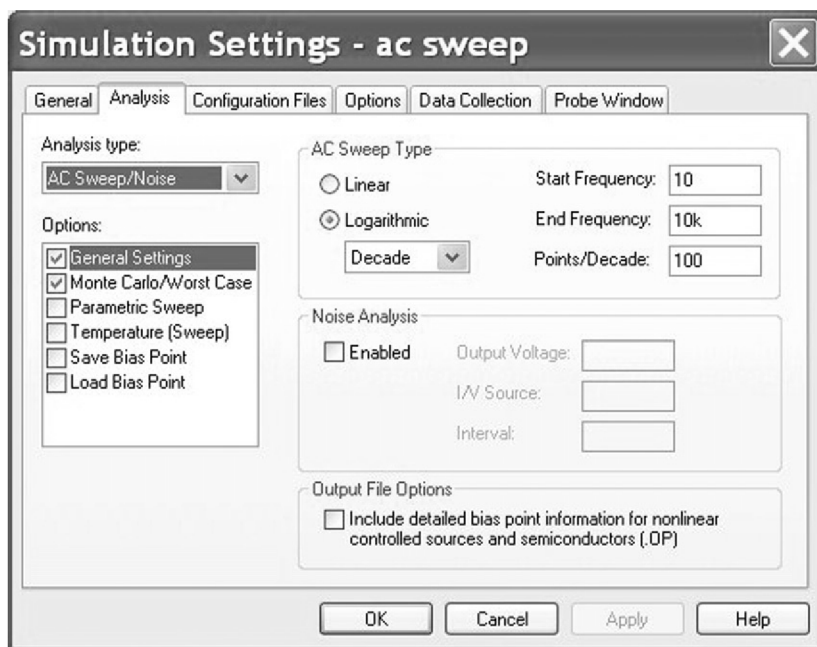 Simulation Settings - ac sweep
General Analysis Configuration Files Options Data Collection Probe Window
Analysis type:
AC Sweep/Noise
Options:
General Settings
Monte Carlo/Worst Case
Parametric Sweep
Temperature (Sweep)
Save Bias Point
Load Bias Point
AC Sweep Type
Linear
Logarithmic
Decade
Start Frequency: 10
End Frequency: 10k
Points/Decade: 100
Noise Analysis
Enabled
Output Voltage:
I/V Source:
Interval:
Output File Options
Include detailed bias point information for nonlinear
controlled sources and semiconductors (.OP)
OK Cancel Apply Help